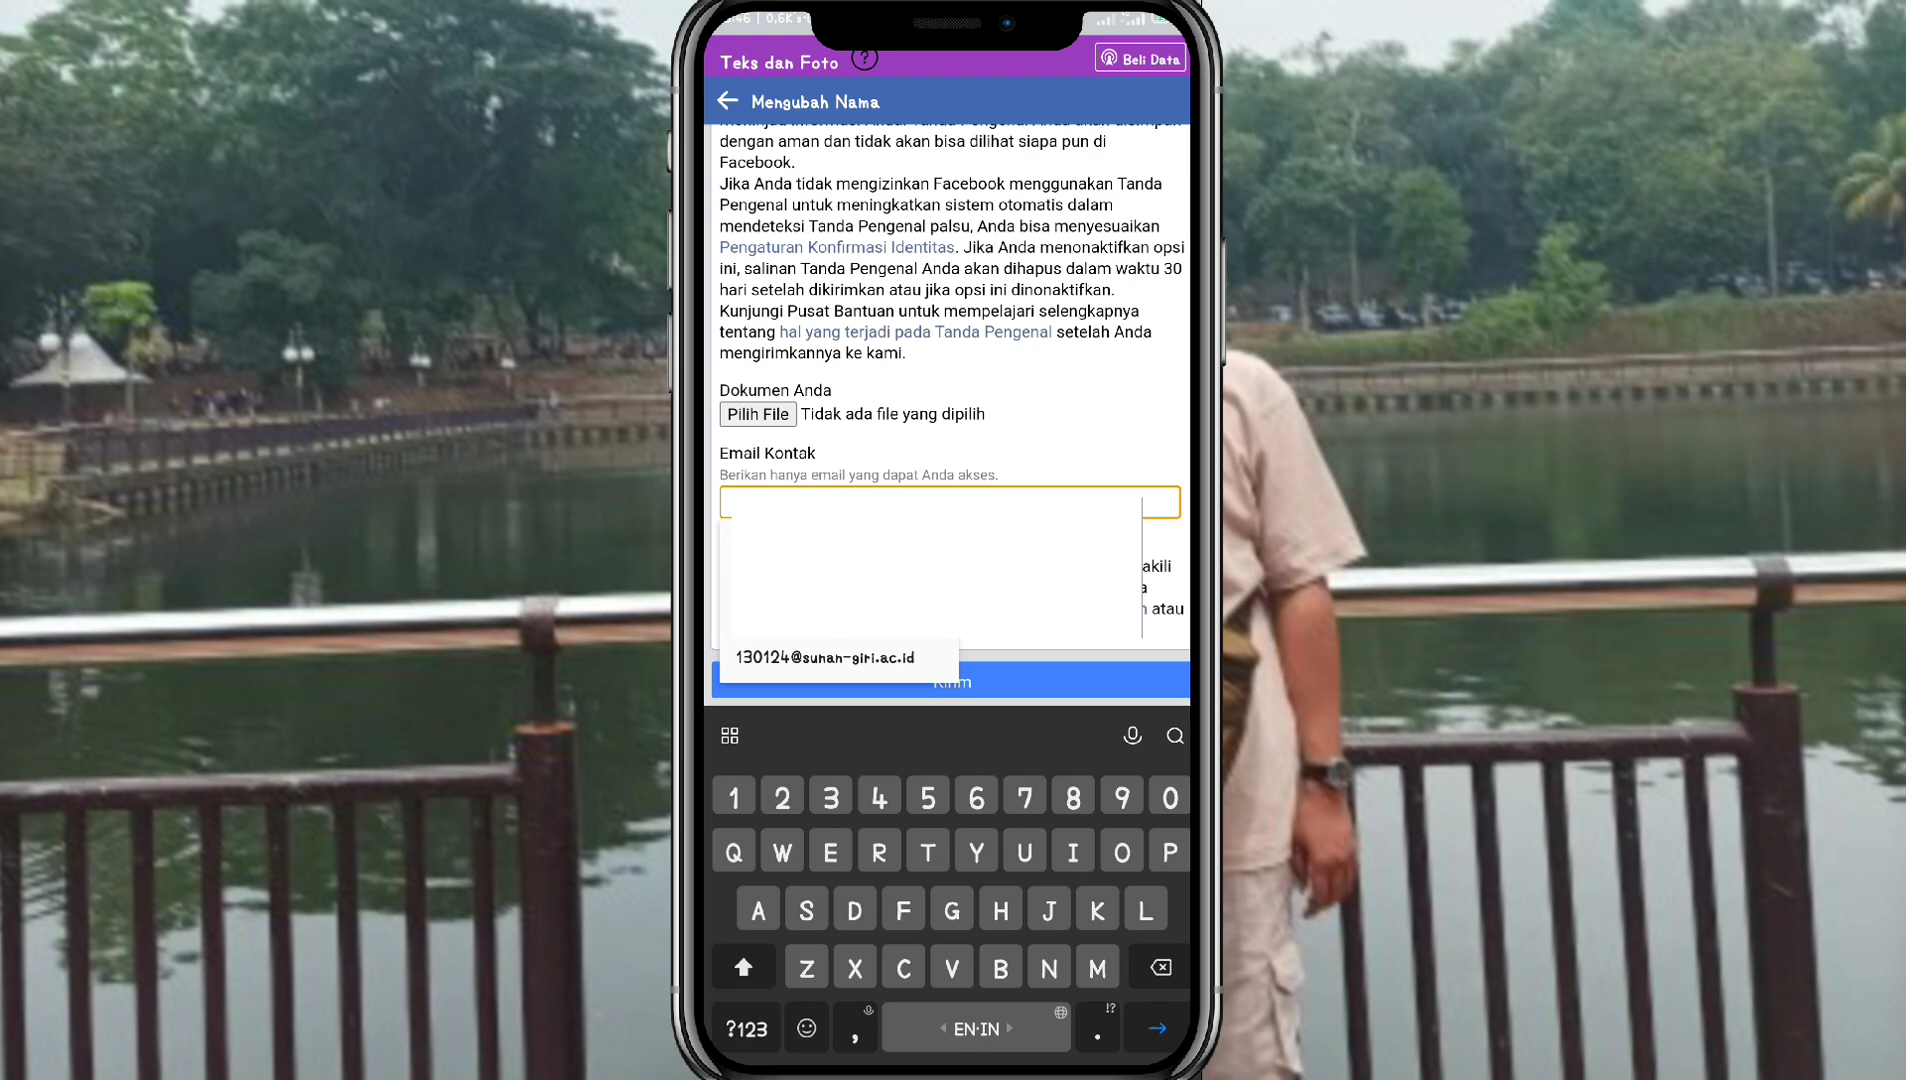 :46 | 0,6K
Teks dan Foto ?
Beli Data
Mengubah Nama
dengan aman dan tidak akan bisa dilihat siapa pun di
Facebook.
Jika Anda tidak mengizinkan Facebook menggunakan Tanda
Pengenal untuk meningkatkan sistem otomatis dalam
mendeteksi Tanda Pengenal palsu, Anda bisa menyesuaikan
Pengaturan Konfirmasi Identitas. Jika Anda menonaktifkan opsi
ini, salinan Tanda Pengenal Anda akan dihapus dalam waktu 30
hari setelah dikirimkan atau jika opsi ini dinonaktifkan.
Kunjungi Pusat Bantuan untuk mempelajari selengkapnya
tentang hal yang terjadi pada Tanda Pengenal setelah Anda
mengirimkannya ke kami.
Dokumen Anda
Pilih File Tidak ada file yang dipilih
Email Kontak
Berikan hanya email yang dapat Anda akses.
akili
a
n atau
130124@sunan-giri.ac.id
Kirim
1 2 3 4 5 6 7 8 9 0
Q W E R T Y U I O P
A S D F G H J K L
Z X C V B N M
?123 , EN·IN . !?